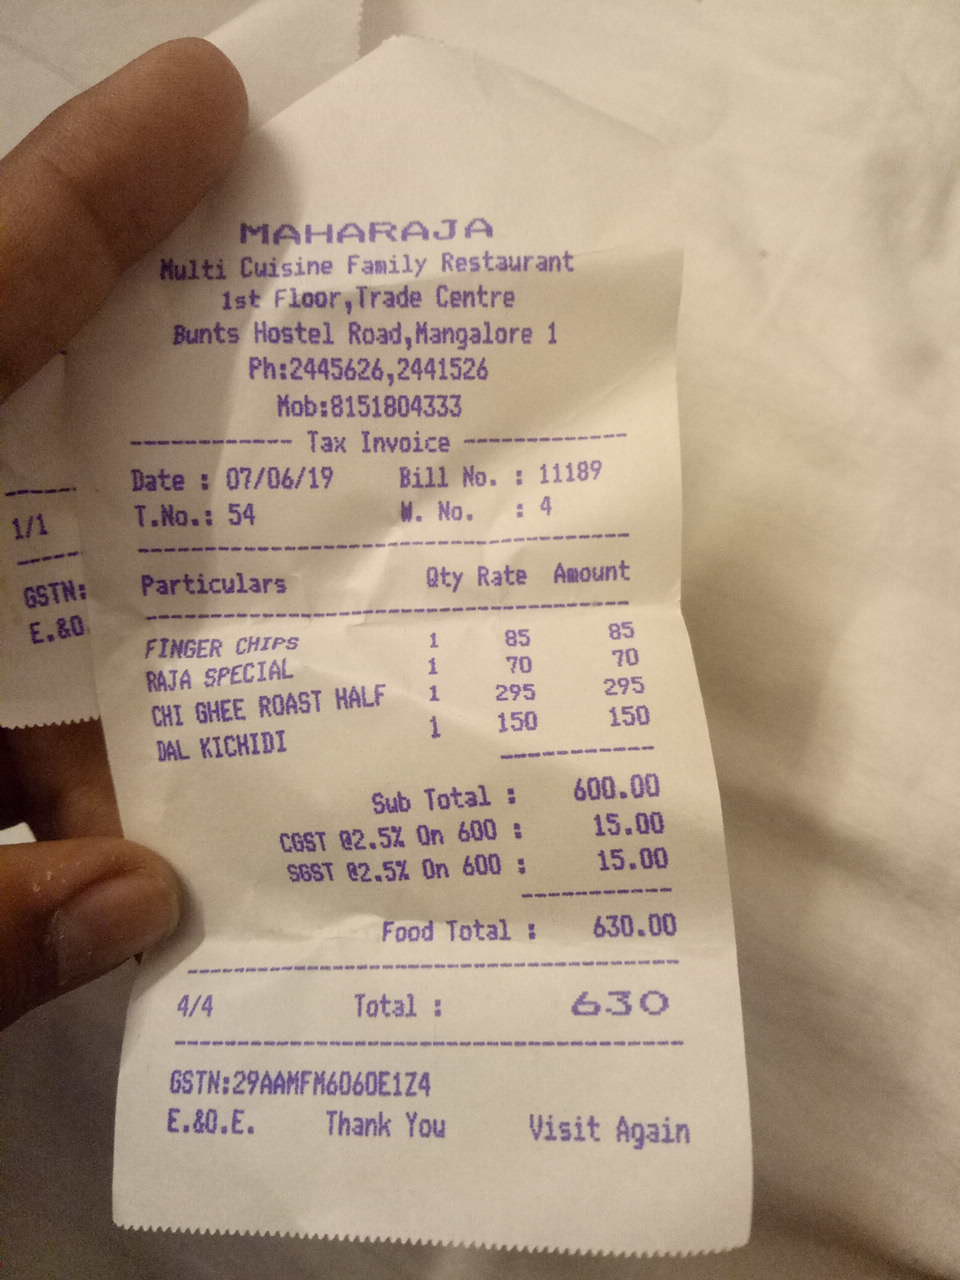 MAHARAJA
Multi Cuisine Family Restaurant
1st Floor,Trade Centre
Bunts Hostel Road,Mangalore 1
Ph:2445626,2441526
Mob:8151804333
------------ Tax Invoice ------------
Date : 07/06/19 Bill No. : 11189
T.No.: 54 W. No. : 4
Particulars Qty Rate Amount
FINGER CHIPS 1 85 85
RAJA SPECIAL 1 70 70
CHI GHEE ROAST HALF 1 295 295
DAL KICHIDI 1 150 150
Sub Total : 600.00
CGST @2.5% On 600 : 15.00
SGST @2.5% On 600 : 15.00
Food Total : 630.00
4/4 Total : 630
GSTN:29AAMFM6060E1Z4
E.&O.E. Thank You Visit Again
1/1
GSTN:
E.&O